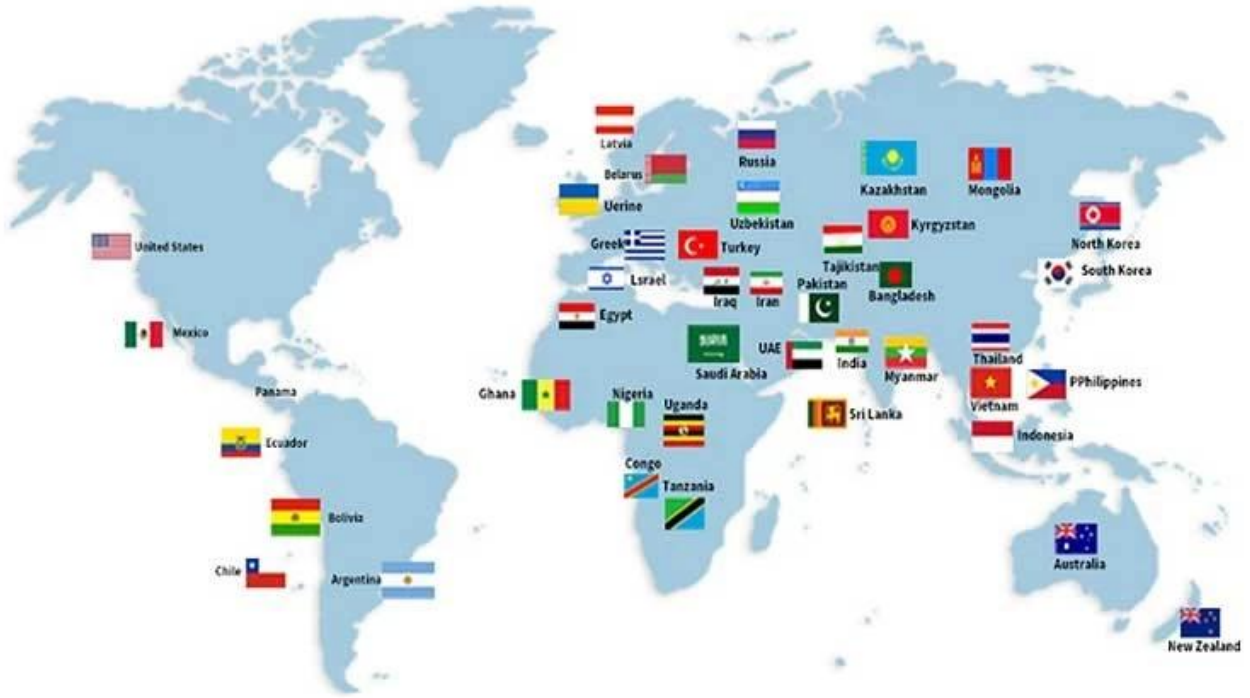 Latvia
Russia
Belarus
Kazakhstan
Mongolia
Uerine
Uzbekistan
Kyrgyzstan
United States
Greek
Turkey
North Korea
Tajikistan
South Korea
Lsrael
Iraq
Iran
Pakistan
Bangladesh
Egypt
Mexico
UAE
India
Thailand
Saudi Arabia
Myanmar
PPhilippines
Panama
Ghana
Nigeria
Uganda
Vietnam
Sri Lanka
Ecuador
Indonesia
Congo
Tanzania
Bolivia
Australia
Chile
Argentina
New Zealand